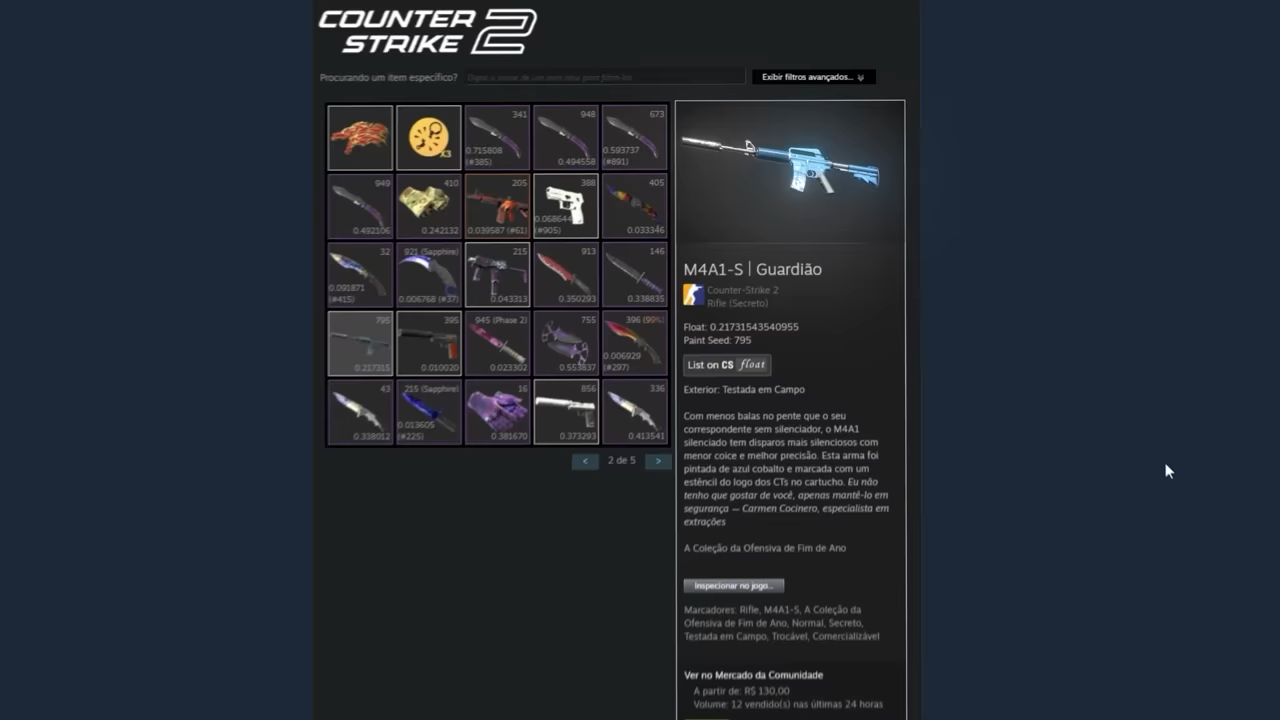 COUNTER
STRIKE 2
Procurando um item específico?
Exibir filtros avançados...
X3
341
0.715808
(#385)
948
0.494558
673
0.593737
(#891)
949
0.492106
410
0.242132
205
0.039587 (#61)
388
0.068644
(#905)
405
0.033346
32
0.091871
(#415)
921 (Sapphire)
0.006768 (#37)
215
0.043313
913
0.350293
146
0.338835
795
0.217315
395
0.010020
945 (Phase 2)
0.023302
755
0.553837
396 (99%)
0.006929
(#297)
43
0.338012
215 (Sapphire)
0.013605
(#225)
16
0.381670
856
0.373293
336
0.413541
< 2 de 5 >
M4A1-S | Guardião
Counter-Strike 2
Rifle (Secreto)
Float: 0.21731543540955
Paint Seed: 795
List on CS float
Exterior: Testada em Campo
Com menos balas no pente que o seu
correspondente sem silenciador, o M4A1
silenciado tem disparos mais silenciosos com
menor coice e melhor precisão. Esta arma foi
pintada de azul cobalto e marcada com um
estêncil do logo dos CTs no cartucho. Eu não
tenho que gostar de você, apenas mantê-lo em
segurança — Carmen Cocinero, especialista em
extrações
A Coleção da Ofensiva de Fim de Ano
Inspecionar no jogo...
Marcadores: Rifle, M4A1-S, A Coleção da
Ofensiva de Fim de Ano, Normal, Secreto,
Testada em Campo, Trocável, Comercializável
Ver no Mercado da Comunidade
A partir de: R$ 130,00
Volume: 12 vendido(s) nas últimas 24 horas